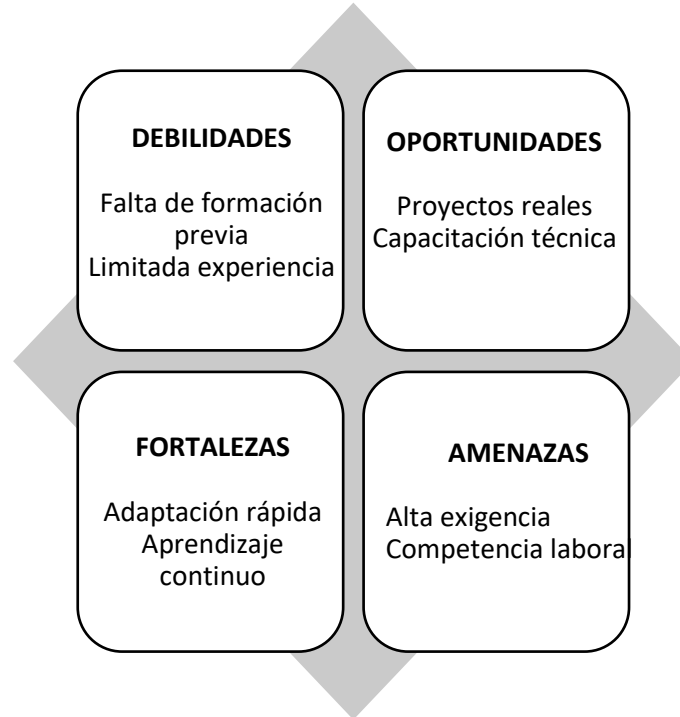 DEBILIDADES
Falta de formación
previa
Limitada experiencia
OPORTUNIDADES
Proyectos reales
Capacitación técnica
FORTALEZAS
Adaptación rápida
Aprendizaje
continuo
AMENAZAS
Alta exigencia
Competencia laboral